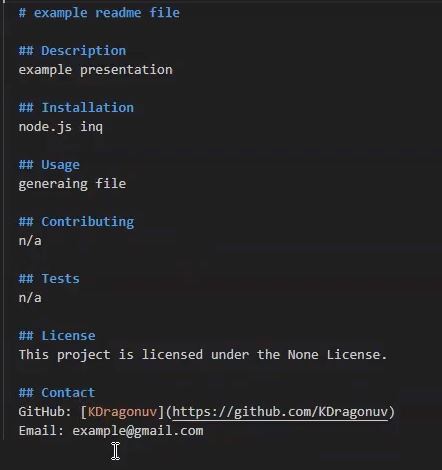 # example readme file
## Description
example presentation
## Installation
node.js inq
## Usage
generaing file
## Contributing
n/a
## Tests
n/a
## License
This project is licensed under the None License.
## Contact
GitHub: [KDragonuv](https://github.com/KDragonuv)
Email: example@gmail.com